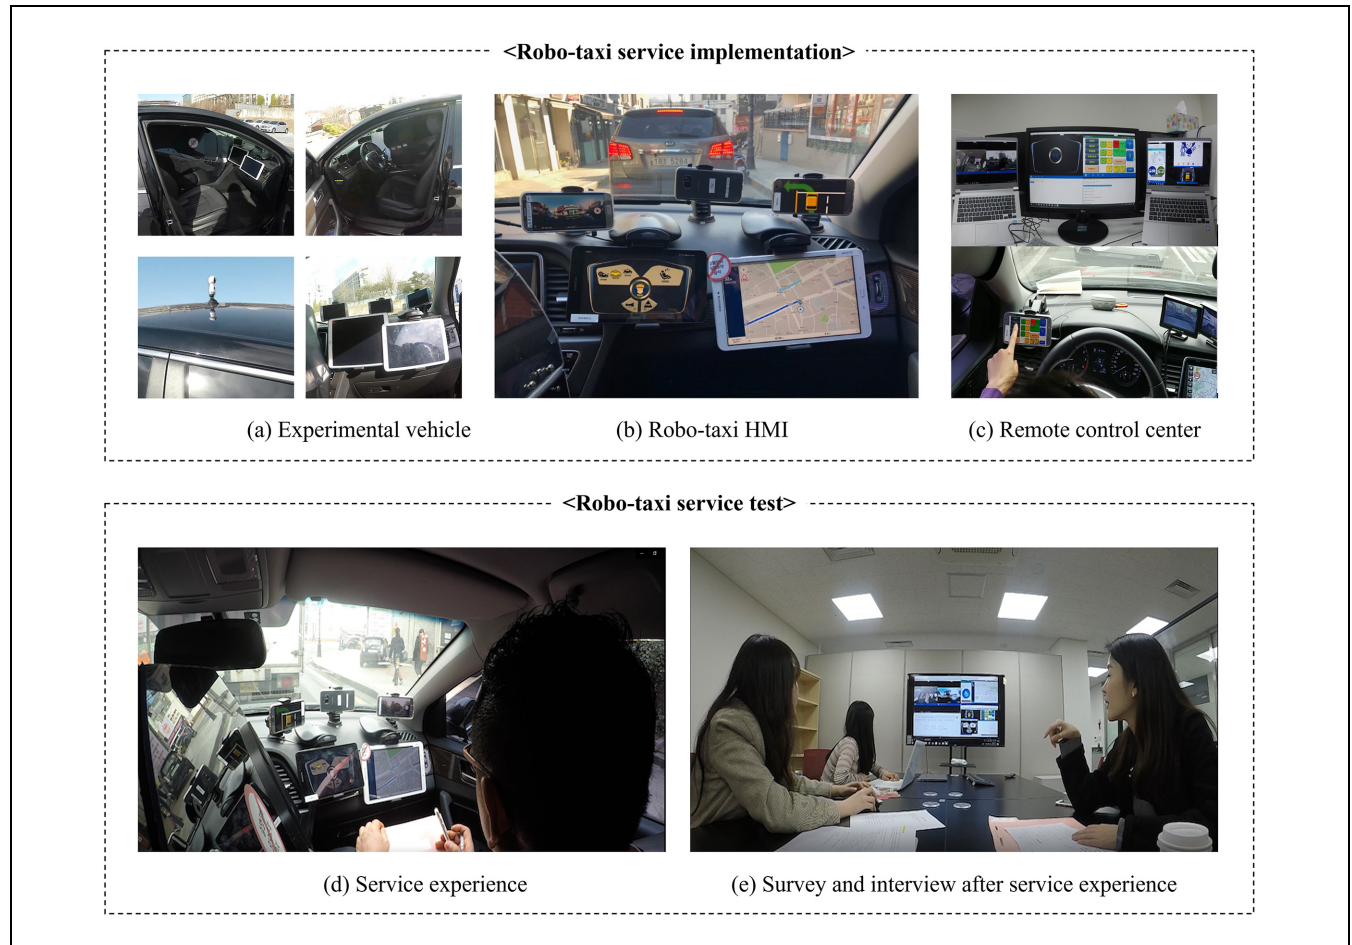 <Robo-taxi service implementation>
(a) Experimental vehicle
(b) Robo-taxi HMI
(c) Remote control center
<Robo-taxi service test>
(d) Service experience
(e) Survey and interview after service experience